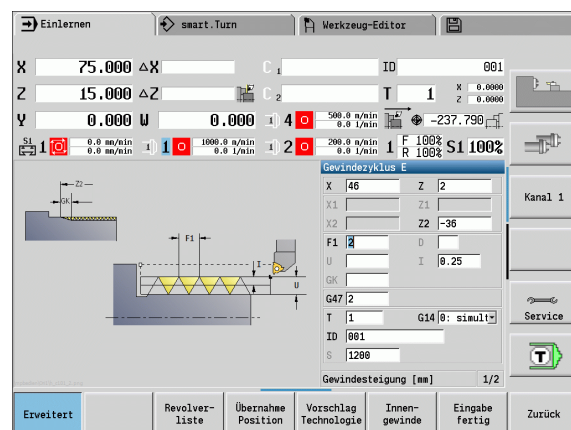 Einlernen smart.Turn Werkzeug-Editor
X 75.000 △X C 1 ID 001
Z 15.000 △Z C 2 T 1 X 0.0000 Z 0.0000
Y 0.000 W 0.000 4 500.0 m/min 0.0 1/min -237.790
S1 1 0.0 mm/min 0.0 mm/min 1 1000.0 m/min 0.0 1/min 2 200.0 m/min 0.0 1/min 1 F 100% R 100% S1 100%
Gewindezyklus E
X 46 Z 2
X1 Z1
X2 Z2 -36
F1 2 D
U I 0.25
GK
G47 2
T 1 G14 0: simult
ID 001
S 1200
Gewindesteigung [mm] 1/2
Z2
GK
F1
I
U
Kanal 1
Service
T
Erweitert
Revolver-
liste
Übernahme
Position
Vorschlag
Technologie
Innen-
gewinde
Eingabe
fertig
Zurück